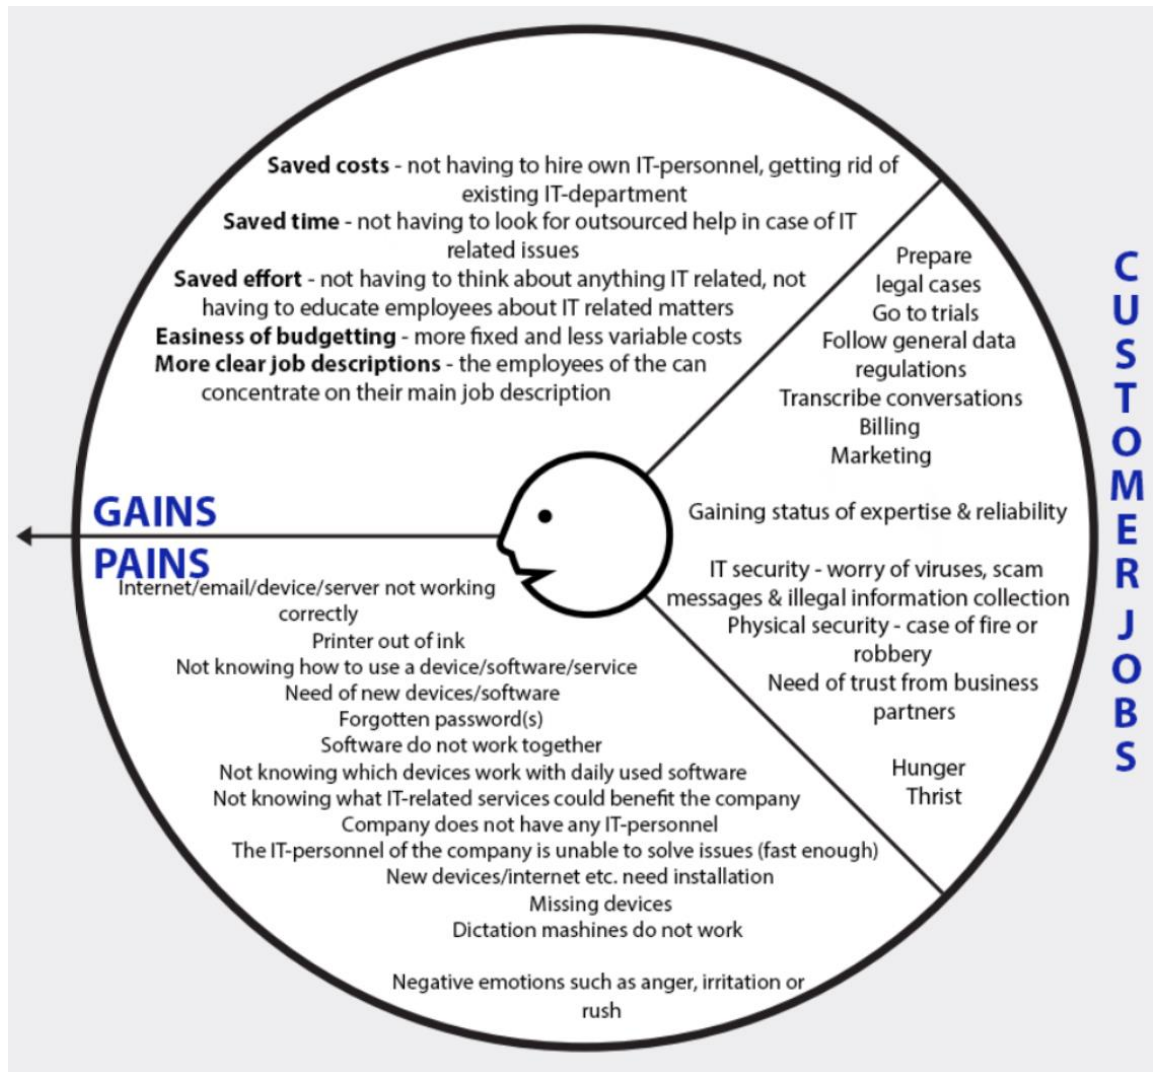 Saved costs - not having to hire own IT-personnel, getting rid of
existing IT-department
Saved time - not having to look for outsourced help in case of IT
related issues
Saved effort - not having to think about anything IT related, not
having to educate employees about IT related matters
Easiness of budgetting - more fixed and less variable costs
More clear job descriptions - the employees of the can
concentrate on their main job description
GAINS
PAINS
Internet/email/device/server not working
correctly
Printer out of ink
Not knowing how to use a device/software/service
Need of new devices/software
Forgotten password(s)
Software do not work together
Not knowing which devices work with daily used software
Not knowing what IT-related services could benefit the company
Company does not have any IT-personnel
The IT-personnel of the company is unable to solve issues (fast enough)
New devices/internet etc. need installation
Missing devices
Dictation mashines do not work
Negative emotions such as anger, irritation or
rush
Prepare
legal cases
Go to trials
Follow general data
regulations
Transcribe conversations
Billing
Marketing
Gaining status of expertise & reliability
IT security - worry of viruses, scam
messages & illegal information collection
Physical security - case of fire or
robbery
Need of trust from business
partners
Hunger
Thrist
CUSTOMER JOBS